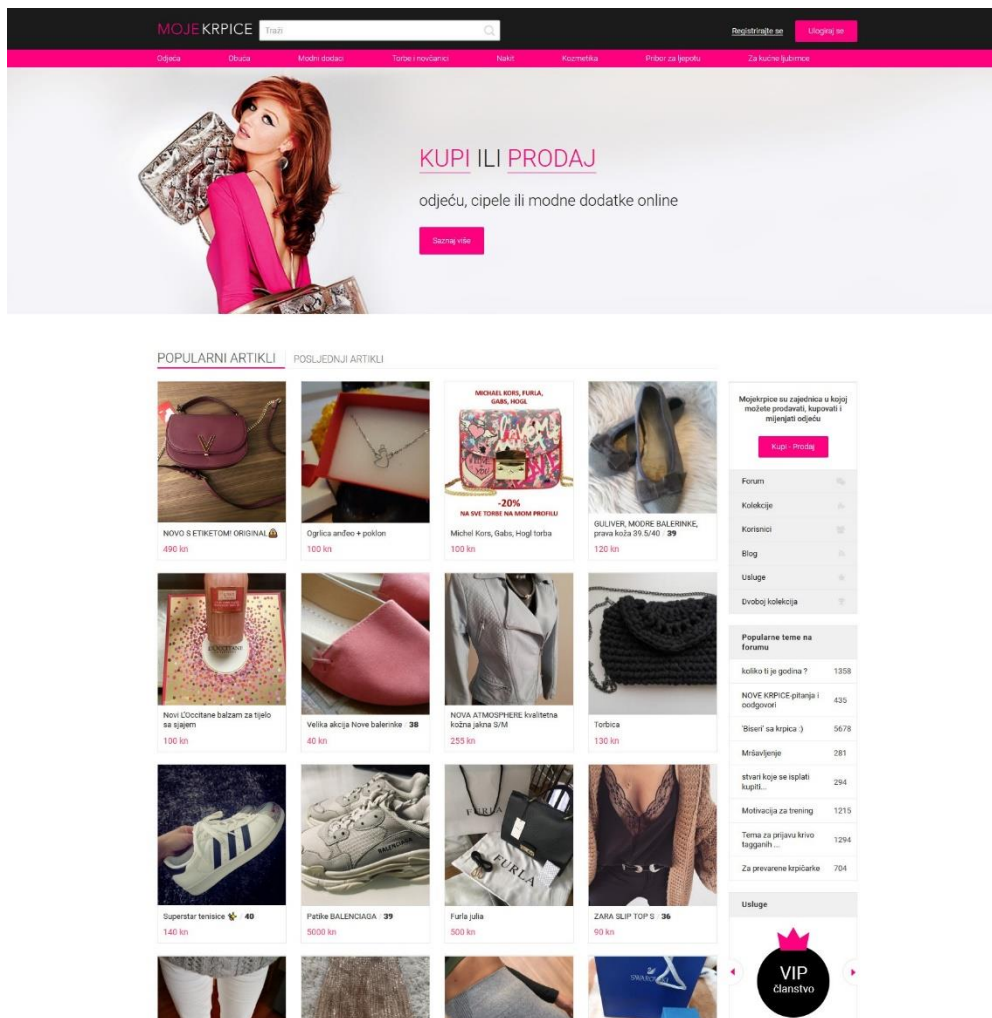 MOJEKRPICE
Traži
Registrirajte se
Ulogiraj se
Odjeća
Obuća
Modni dodaci
Torbe i novčanici
Nakit
Kozmetika
Pribor za ljepotu
Za kućne ljubimce
KUPI ILI PRODAJ
odjeću, cipele ili modne dodatke online
Saznaj više
POPULARNI ARTIKLI
POSLJEDNJI ARTIKLI
NOVO S ETIKETOM! ORIGINAL👜
490 kn
Ogrlica anđeo + poklon
100 kn
MICHAEL KORS, FURLA,
GABS, HOGL
-20%
NA SVE TORBE NA MOM PROFILU
Michel Kors, Gabs, Hogl torba
100 kn
GULIVER, MODRE BALERINKE,
prava koža 39.5/40 / 39
120 kn
L'OCCITANE
Novi L'Occitane balzam za tijelo
sa sjajem
100 kn
Velika akcija Nove balerinke / 38
40 kn
NOVA ATMOSPHERE kvalitetna
kožna jakna S/M
255 kn
Torbica
130 kn
Superstar tenisice / 40
140 kn
BALENCIAGA
Patike BALENCIAGA / 39
5000 kn
FURLA
FURLA
Furla julia
500 kn
ZARA SLIP TOP S / 36
90 kn
SWAROVSKI
Mojekrpice su zajednica u kojoj
možete prodavati, kupovati i
mijenjati odjeću
Kupi - Prodaj
Forum
Kolekcije
Korisnici
Blog
Usluge
Dvoboj kolekcija
Popularne teme na
forumu
koliko ti je godina ? 1358
NOVE KRPICE-pitanja i
oodgovori 435
'Biseri' sa krpica :) 5678
Mršavljenje 281
stvari koje se isplati
kupiti... 294
Motivacija za trening 1215
Tema za prijavu krivo
tagganih ... 1294
Za prevarene krpičarke 704
Usluge
VIP
članstvo